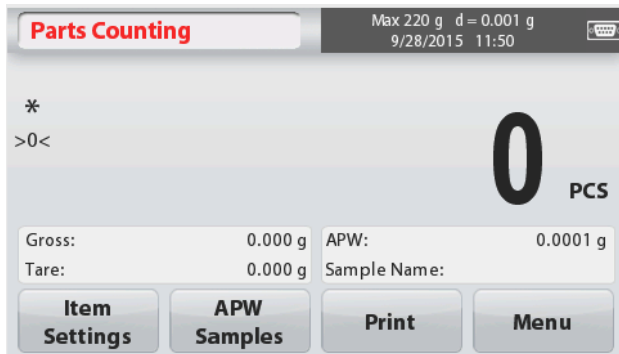 Parts Counting
Max 220 g d = 0.001 g
9/28/2015 11:50
*
>0<
0 PCS
Gross: 0.000 g
Tare: 0.000 g
APW: 0.0001 g
Sample Name:
Item Settings
APW Samples
Print
Menu